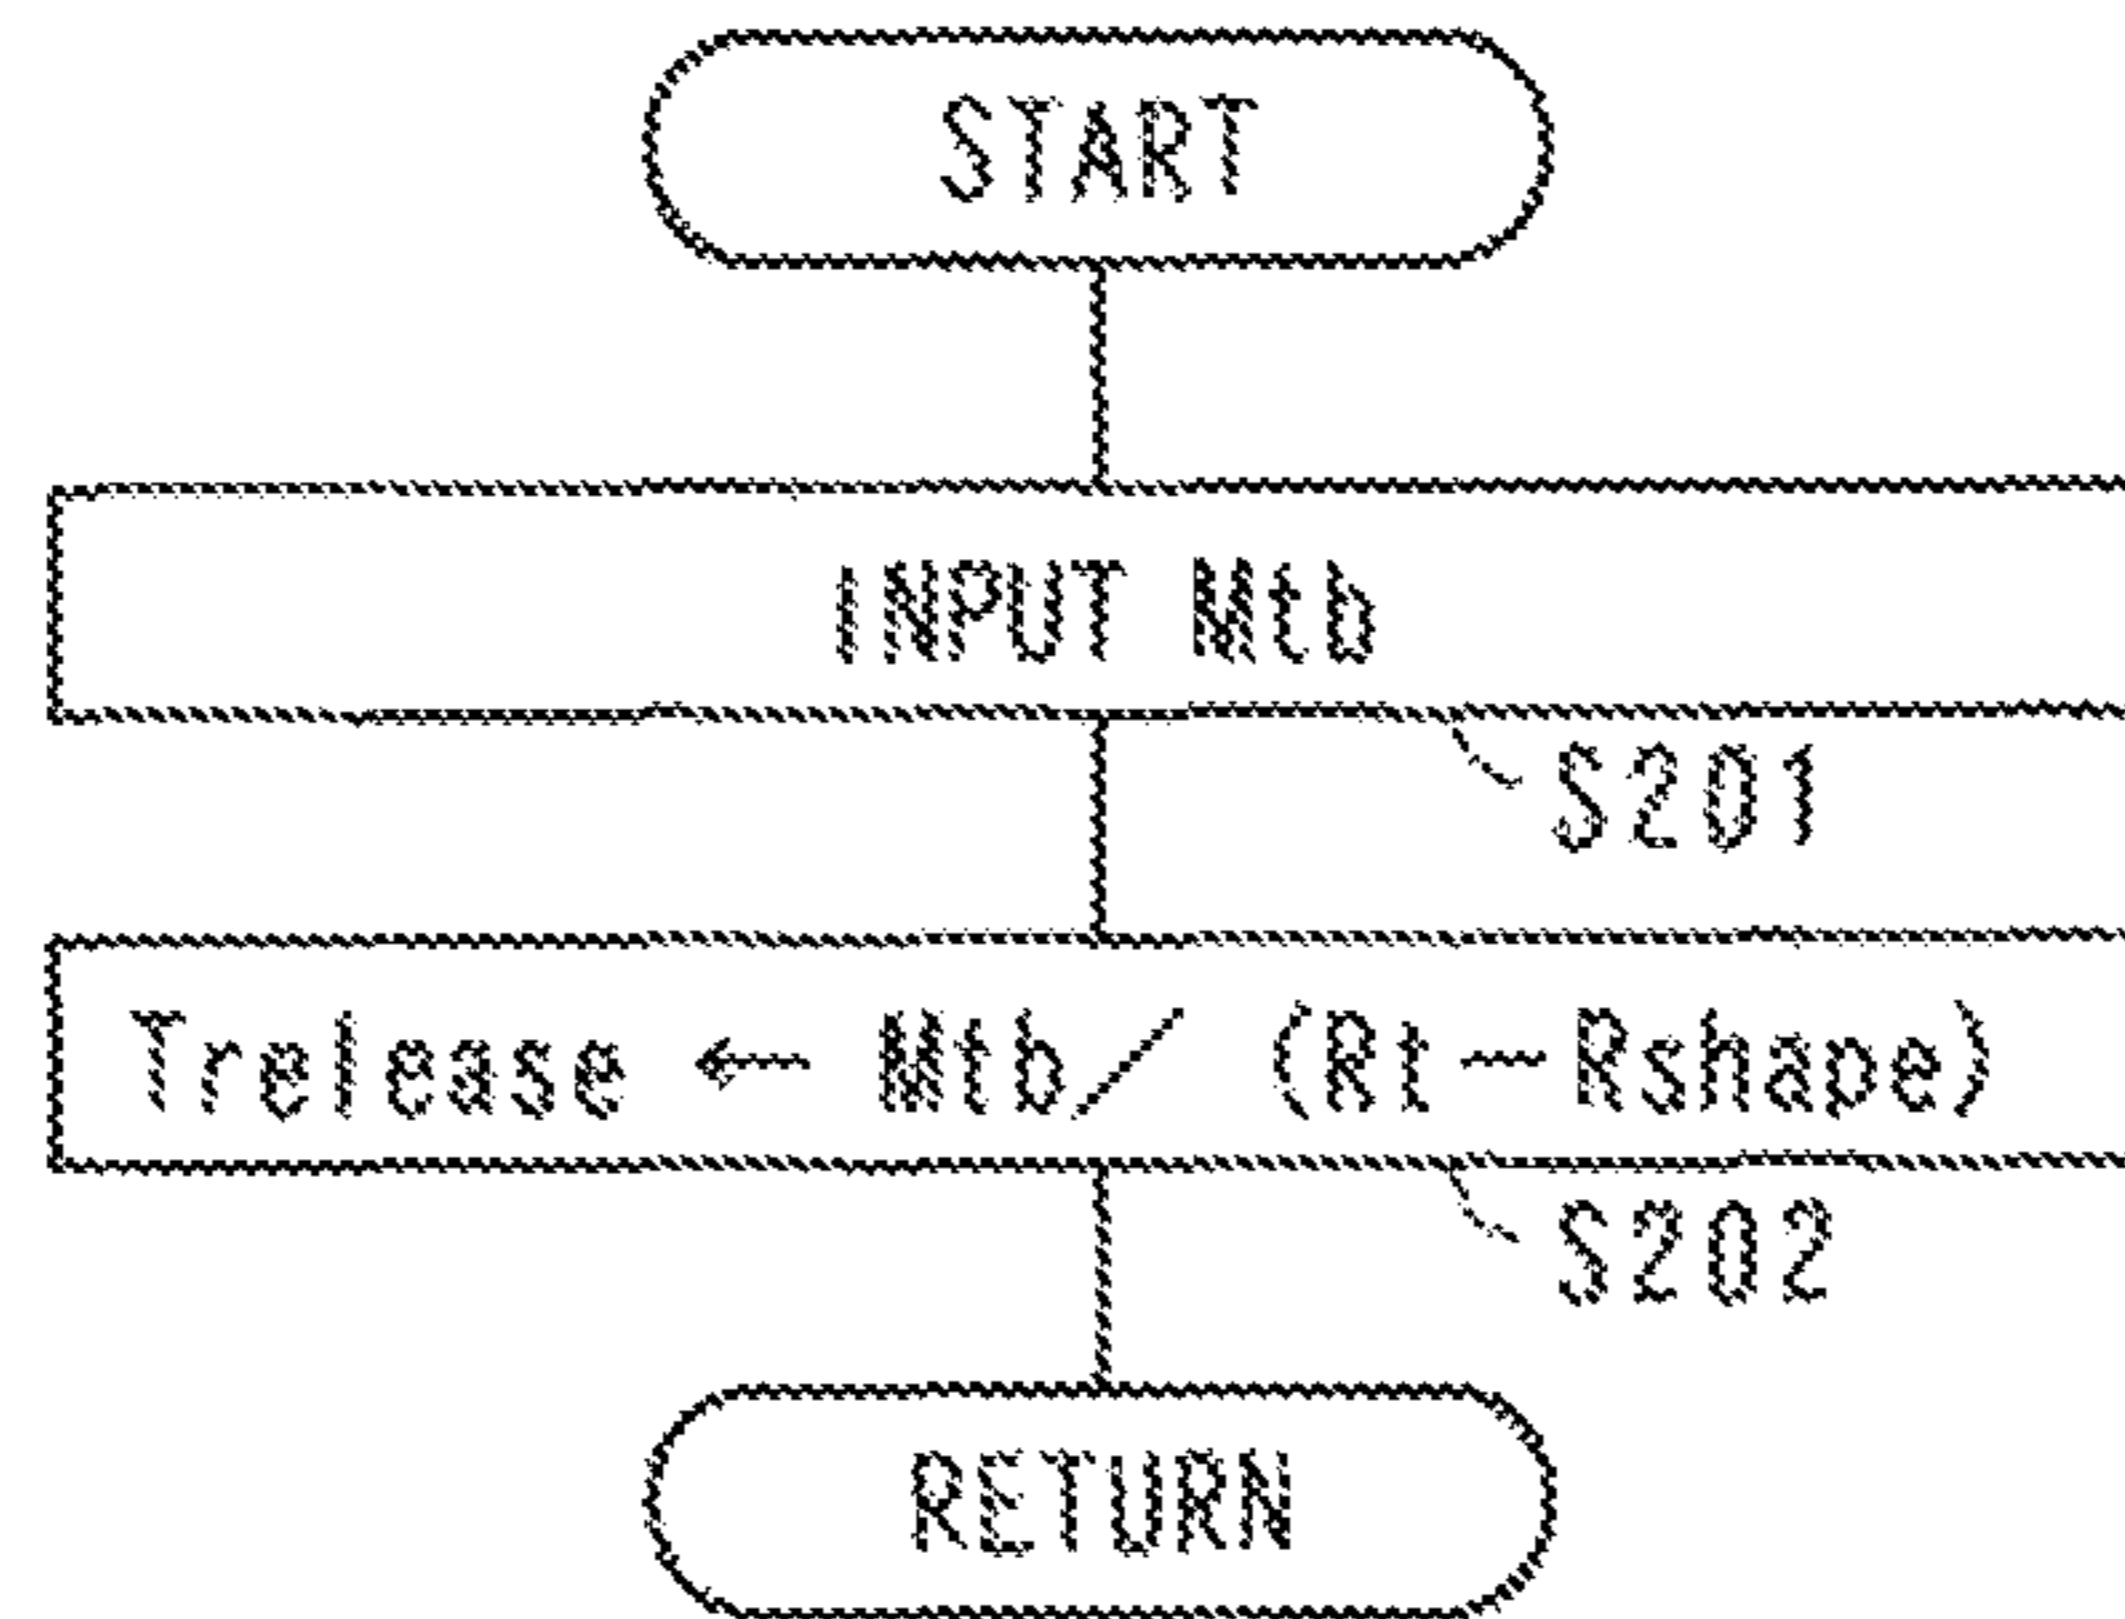 START
INPUT Mtb
S201
Trelease ← Mtb/ (Rt−Rshape)
S202
RETURN